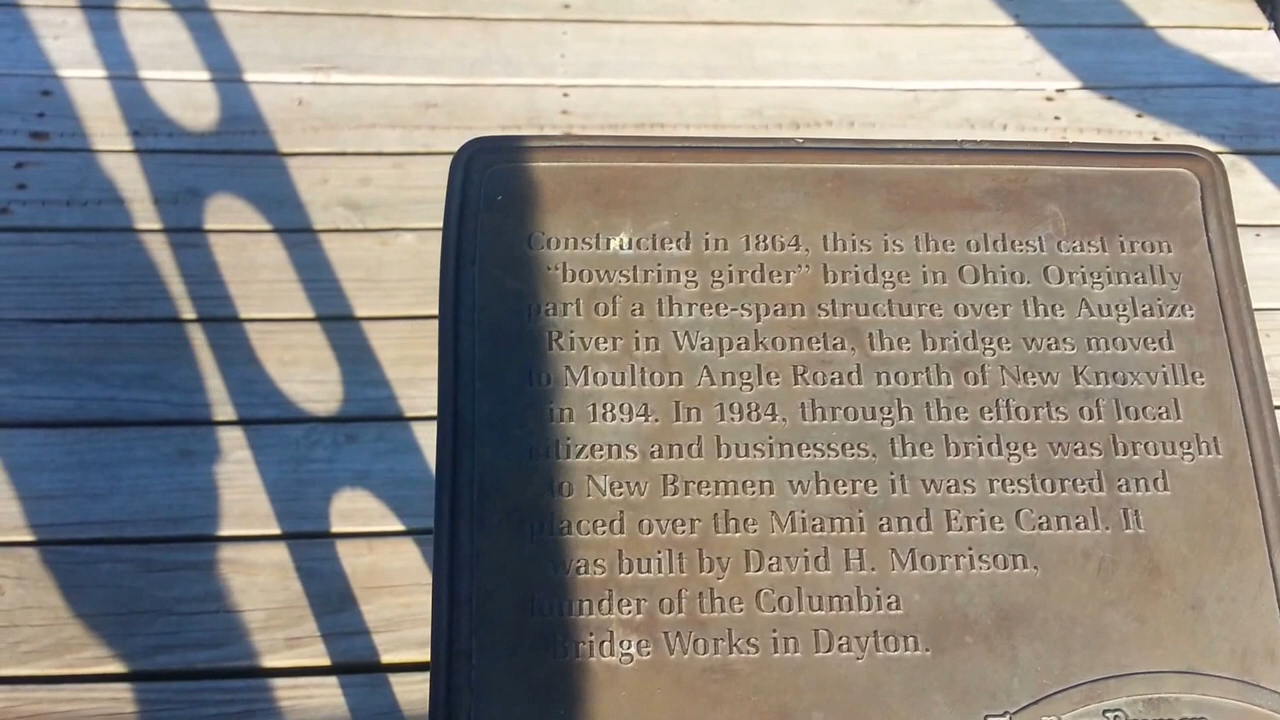 Constructed in 1864, this is the oldest cast iron
“bowstring girder” bridge in Ohio. Originally
part of a three-span structure over the Auglaize
River in Wapakoneta, the bridge was moved
to Moulton Angle Road north of New Knoxville
in 1894. In 1984, through the efforts of local
citizens and businesses, the bridge was brought
to New Bremen where it was restored and
placed over the Miami and Erie Canal. It
was built by David H. Morrison,
founder of the Columbia
Bridge Works in Dayton.